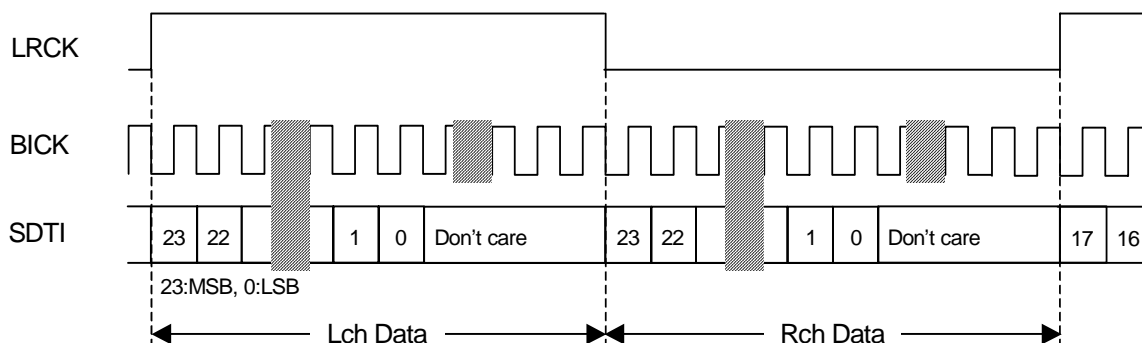 LRCK
BICK
SDTI 23 22 1 0 Don't care 23 22 1 0 Don't care 17 16
23:MSB, 0:LSB
Lch Data Rch Data